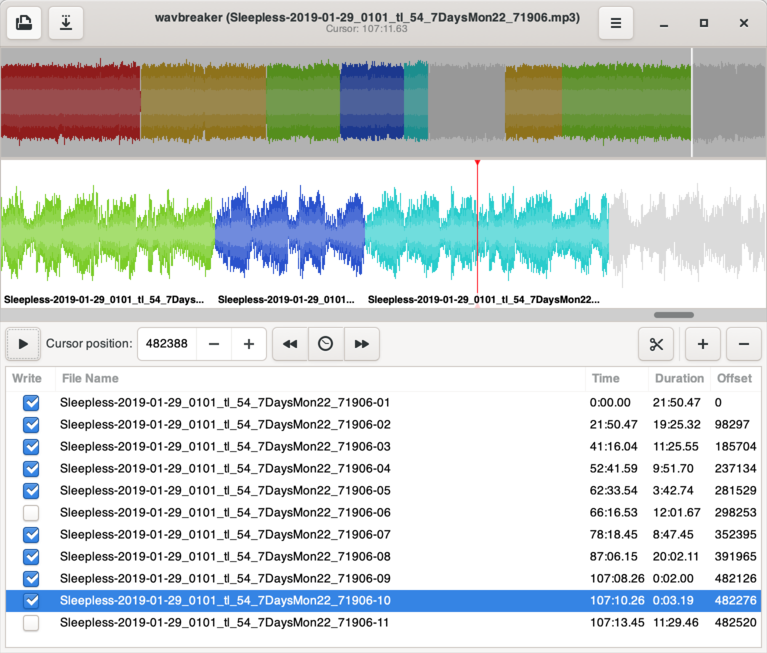 wavbreaker (Sleepless-2019-01-29_0101_tl_54_7DaysMon22_71906.mp3)
Cursor: 107:11.63
Sleepless-2019-01-29_0101_tl_54_7Days... Sleepless-2019-01-29_0101... Sleepless-2019-01-29_0101_tl_54_7DaysMon22...
Cursor position: 482388
Write File Name Time Duration Offset
Sleepless-2019-01-29_0101_tl_54_7DaysMon22_71906-01 0:00.00 21:50.47 0
Sleepless-2019-01-29_0101_tl_54_7DaysMon22_71906-02 21:50.47 19:25.32 98297
Sleepless-2019-01-29_0101_tl_54_7DaysMon22_71906-03 41:16.04 11:25.55 185704
Sleepless-2019-01-29_0101_tl_54_7DaysMon22_71906-04 52:41.59 9:51.70 237134
Sleepless-2019-01-29_0101_tl_54_7DaysMon22_71906-05 62:33.54 3:42.74 281529
Sleepless-2019-01-29_0101_tl_54_7DaysMon22_71906-06 66:16.53 12:01.67 298253
Sleepless-2019-01-29_0101_tl_54_7DaysMon22_71906-07 78:18.45 8:47.45 352395
Sleepless-2019-01-29_0101_tl_54_7DaysMon22_71906-08 87:06.15 20:02.11 391965
Sleepless-2019-01-29_0101_tl_54_7DaysMon22_71906-09 107:08.26 0:02.00 482126
Sleepless-2019-01-29_0101_tl_54_7DaysMon22_71906-10 107:10.26 0:03.19 482276
Sleepless-2019-01-29_0101_tl_54_7DaysMon22_71906-11 107:13.45 11:29.46 482520